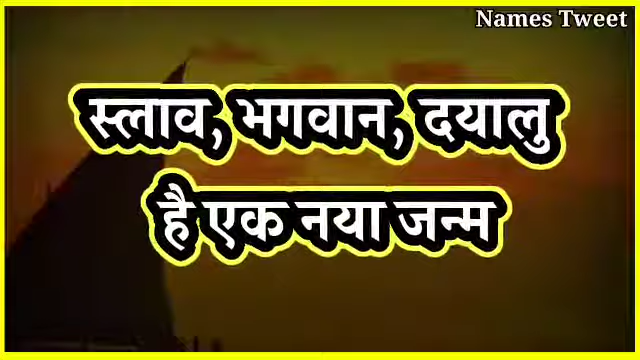 Names Tweet
स्लाव, भगवान, दयालु
है एक नया जन्म